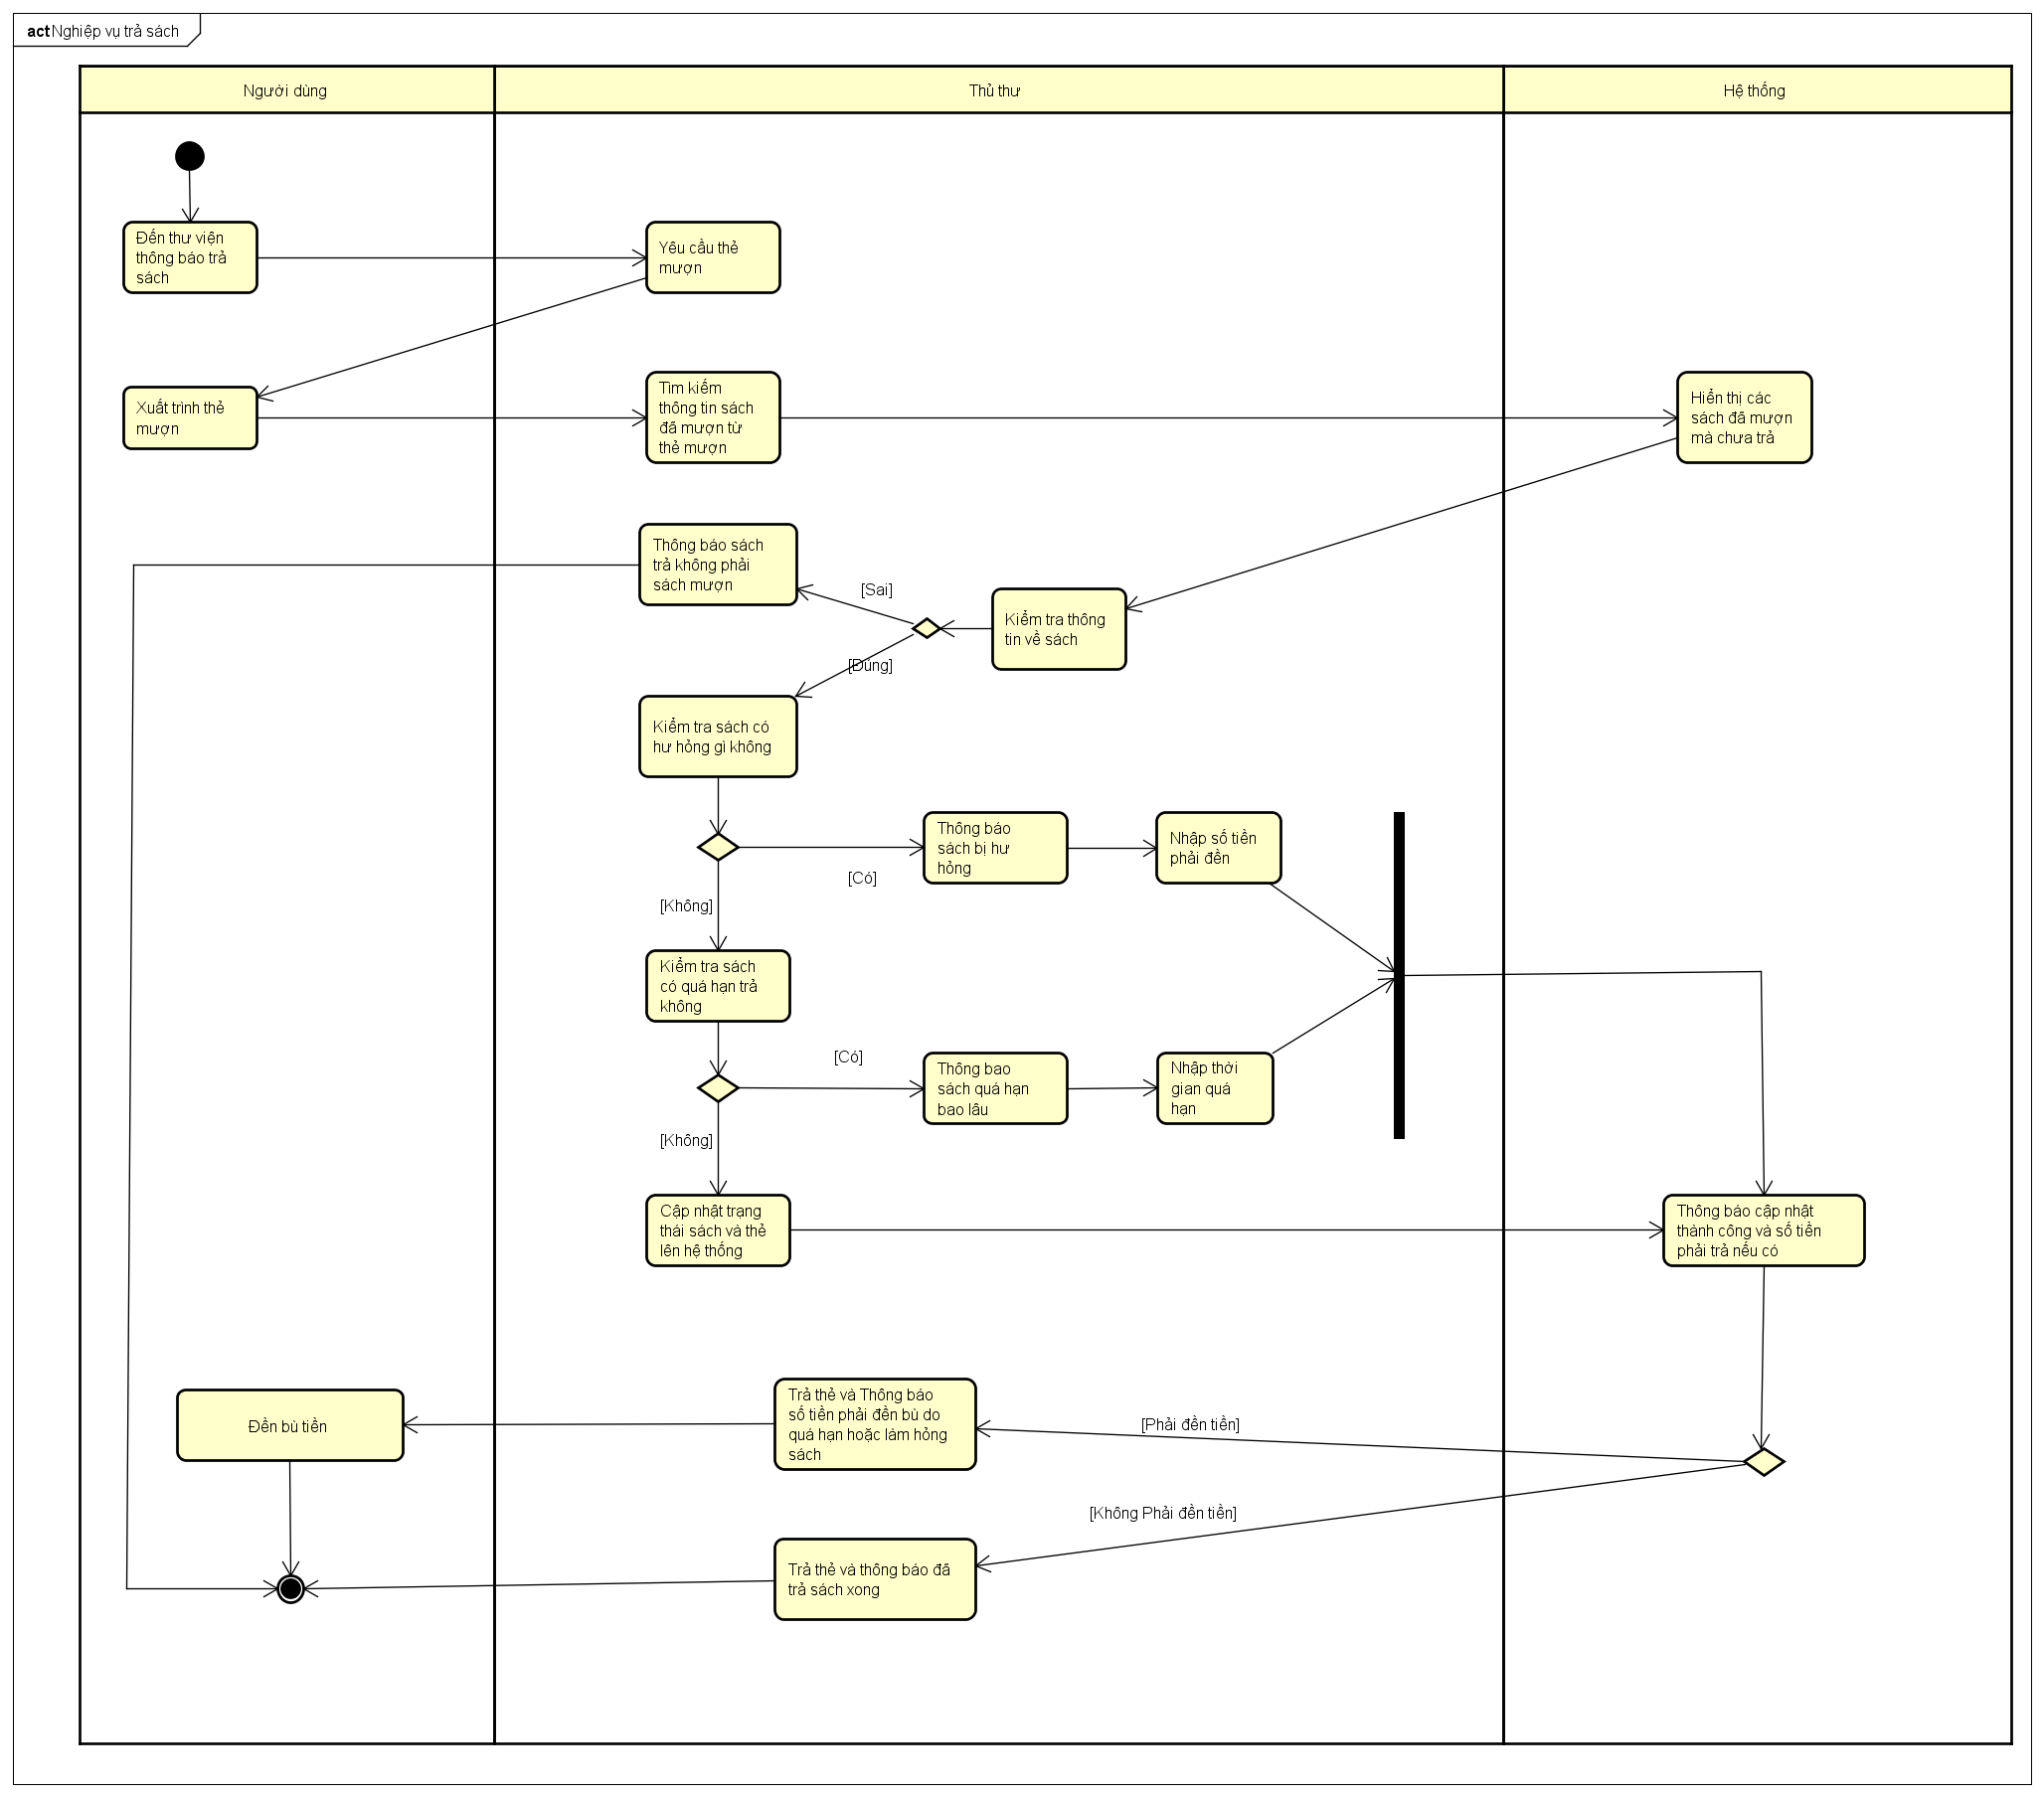 act Nghiệp vụ trả sách
Người dùng
Thủ thư
Hệ thống
Đến thư viện
thông báo trả
sách
Yêu cầu thẻ
mượn
Xuất trình thẻ
mượn
Tìm kiếm
thông tin sách
đã mượn từ
thẻ mượn
Hiển thị các
sách đã mượn
mà chưa trả
Thông báo sách
trả không phải
sách mượn
[Sai]
Kiểm tra thông
tin về sách
[Đúng]
Kiểm tra sách có
hư hỏng gì không
Thông báo
sách bị hư
hỏng
Nhập số tiền
phải đền
[Có]
[Không]
Kiểm tra sách
có quá hạn trả
không
[Có]
Thông bao
sách quá hạn
bao lâu
Nhập thời
gian quá
hạn
[Không]
Cập nhật trạng
thái sách và thẻ
lên hệ thống
Thông báo cập nhật
thành công và số tiền
phải trả nếu có
Đền bù tiền
Trả thẻ và Thông báo
số tiền phải đền bù do
quá hạn hoặc làm hỏng
sách
[Phải đền tiền]
[Không Phải đền tiền]
Trả thẻ và thông báo đã
trả sách xong